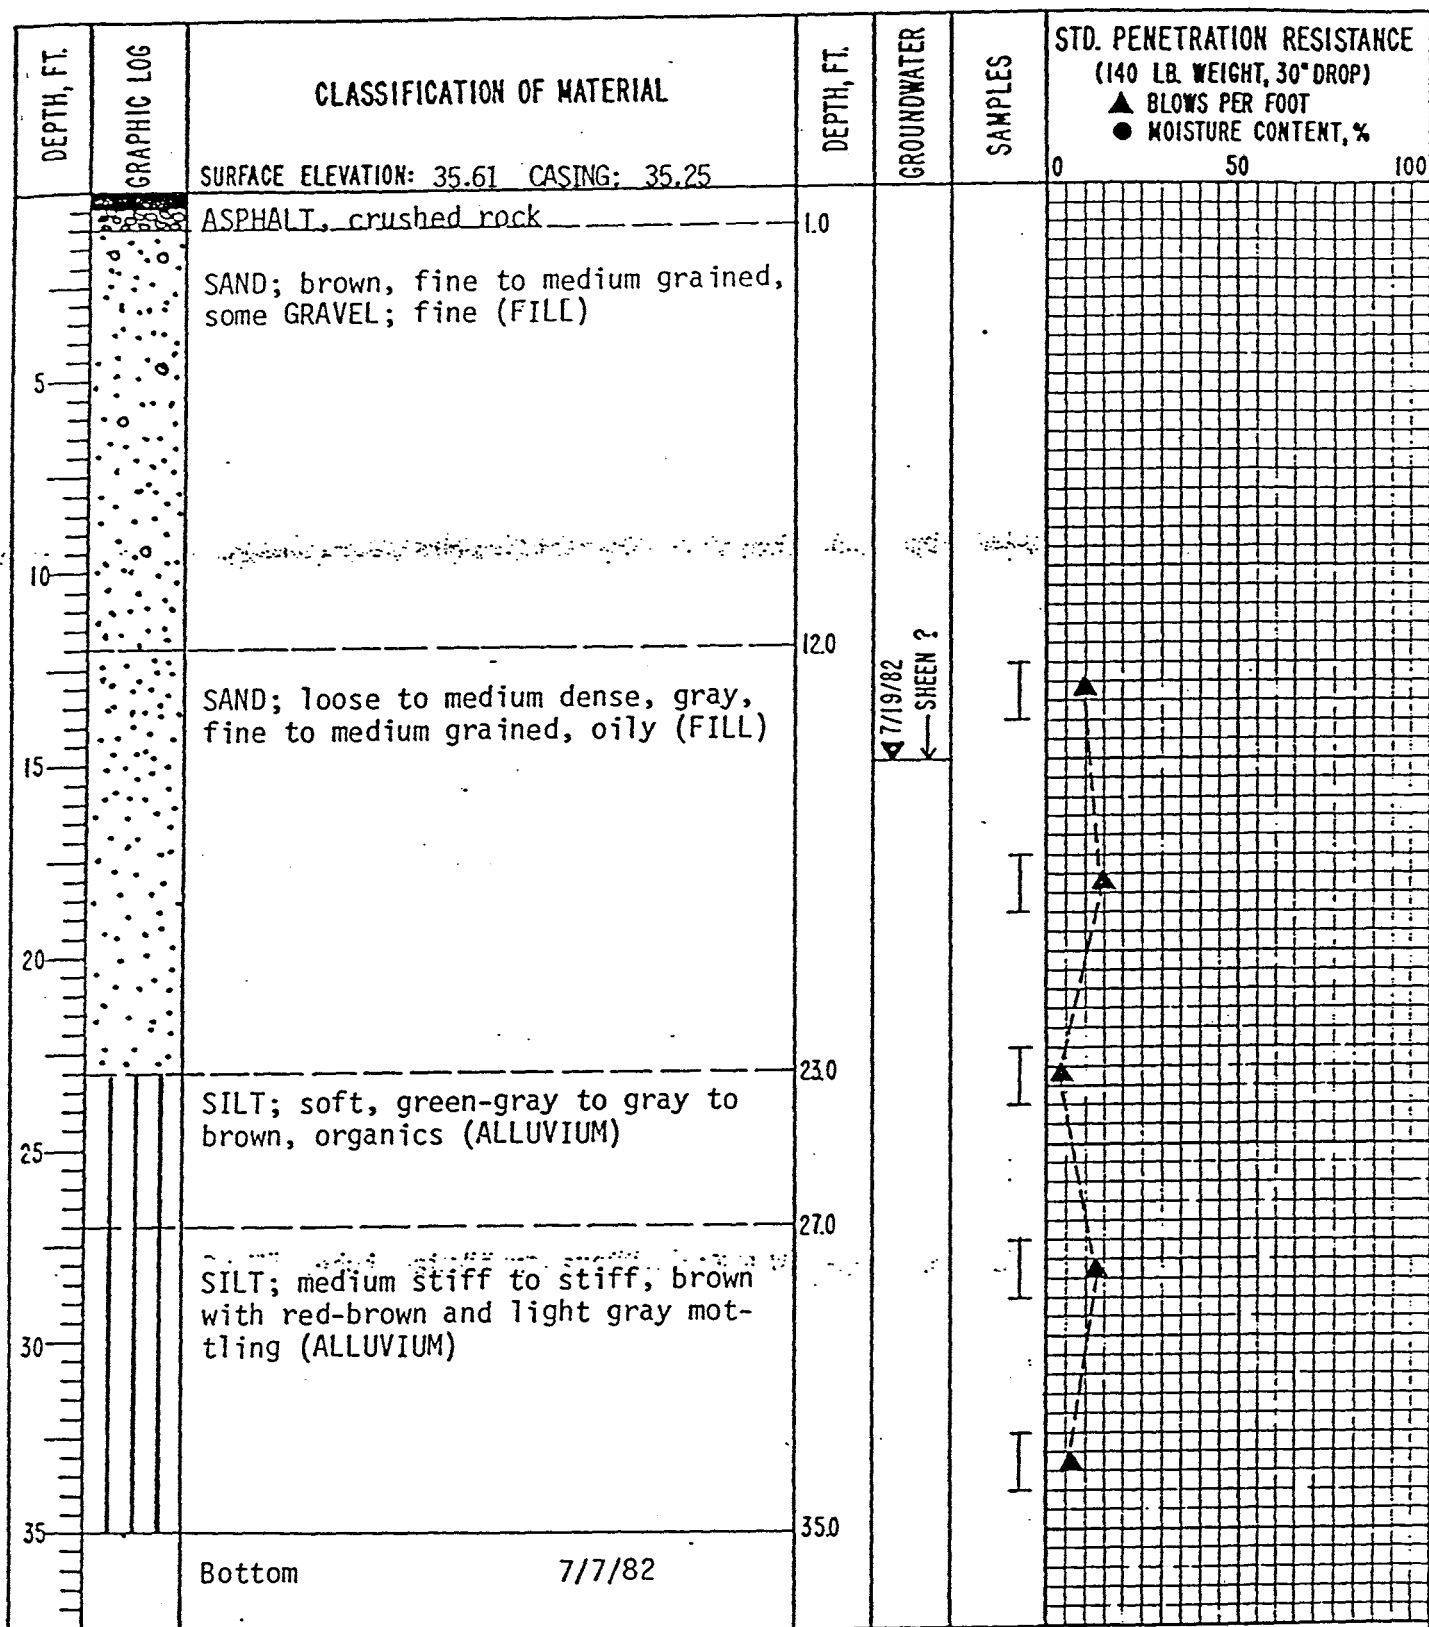 DEPTH, FT.
GRAPHIC LOG
CLASSIFICATION OF MATERIAL
SURFACE ELEVATION: 35.61 CASING: 35.25
DEPTH, FT.
GROUNDWATER
SAMPLES
STD. PENETRATION RESISTANCE
(140 LB. WEIGHT, 30" DROP)
▲ BLOWS PER FOOT
● MOISTURE CONTENT, %
0 50 100
ASPHALT, crushed rock
1.0
SAND; brown, fine to medium grained,
some GRAVEL; fine (FILL)
5
10
12.0
SAND; loose to medium dense, gray,
fine to medium grained, oily (FILL)
7/19/82
SHEEN ?
15
20
23.0
SILT; soft, green-gray to gray to
brown, organics (ALLUVIUM)
25
27.0
SILT; medium stiff to stiff, brown
with red-brown and light gray mot-
tling (ALLUVIUM)
30
35
35.0
Bottom 7/7/82